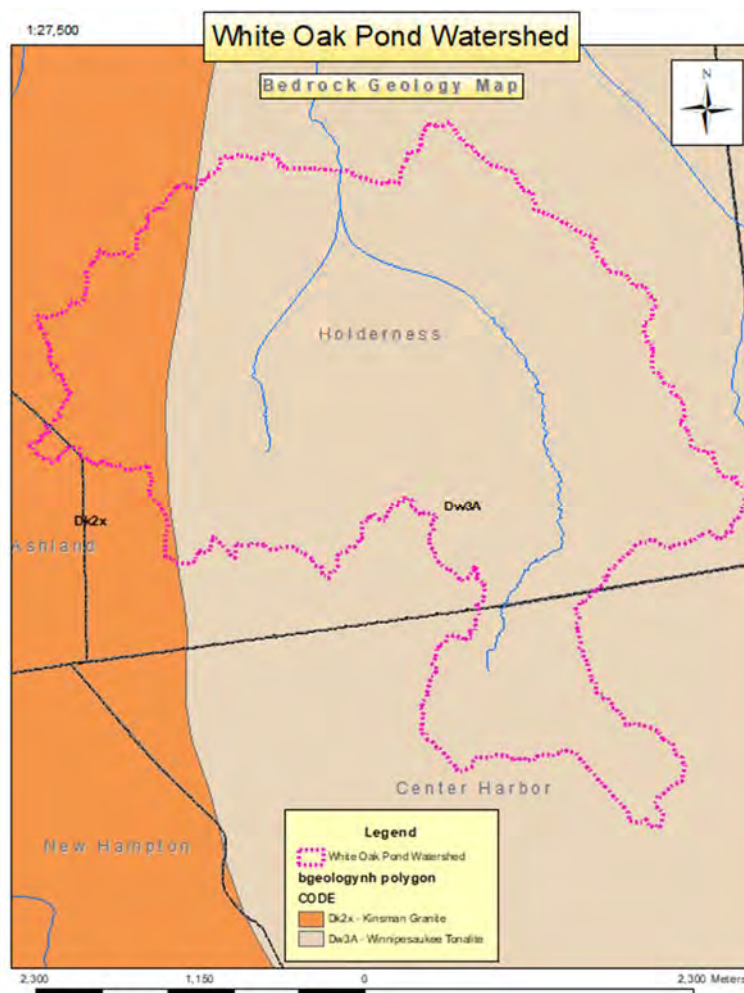 1:27,500
White Oak Pond Watershed
Bedrock Geology Map
N
Holderness
Dw3A
Dk2x
Ashland
Center Harbor
New Hampton
Legend
White Oak Pond Watershed
bgeologynh polygon
CODE
Dk2x - Kinsman Granite
Dw3A - Winnipesaukee Tonalite
2,300 1,150 0 2,300 Meters